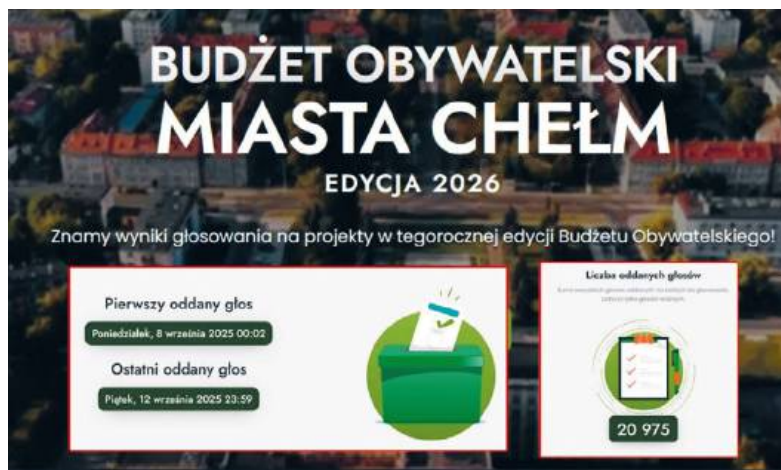 BUDŻET OBYWATELSKI
MIASTA CHEŁM
EDYCJA 2026
Znamy wyniki głosowania na projekty w tegorocznej edycji Budżetu Obywatelskiego!
Pierwszy oddany głos
Poniedziałek, 8 września 2025 00:02
Ostatni oddany głos
Piątek, 12 września 2025 23:59
Liczba oddanych głosów
20 975